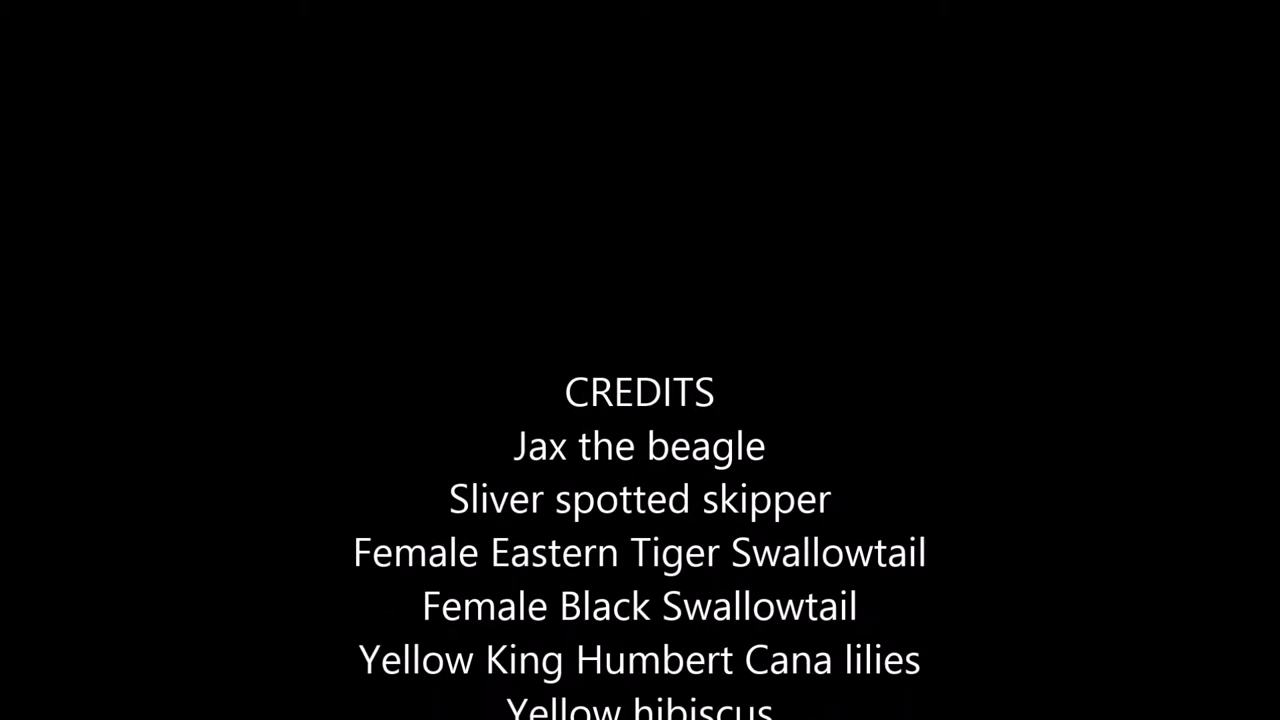 CREDITS
Jax the beagle
Sliver spotted skipper
Female Eastern Tiger Swallowtail
Female Black Swallowtail
Yellow King Humbert Cana lilies
Yellow hibiscus